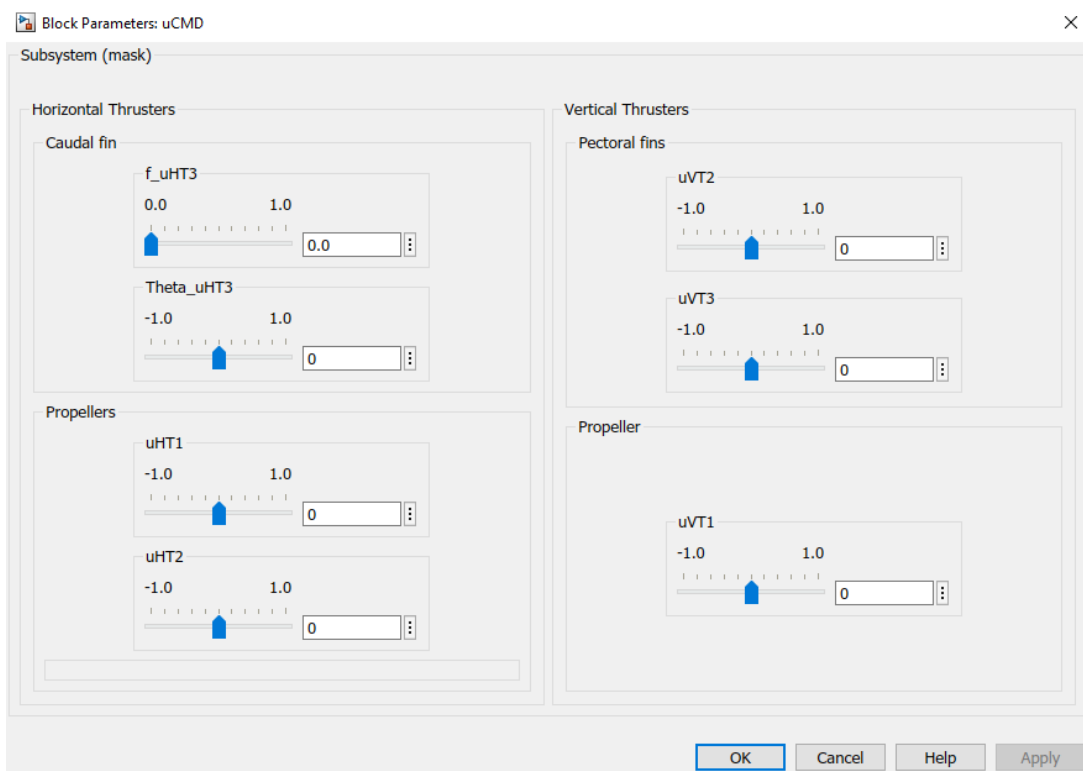 Block Parameters: uCMD
Subsystem (mask)
Horizontal Thrusters
Caudal fin
f_uHT3
0.0 1.0
0.0
Theta_uHT3
-1.0 1.0
0
Propellers
uHT1
-1.0 1.0
0
uHT2
-1.0 1.0
0
Vertical Thrusters
Pectoral fins
uVT2
-1.0 1.0
0
uVT3
-1.0 1.0
0
Propeller
uVT1
-1.0 1.0
0
OK Cancel Help Apply